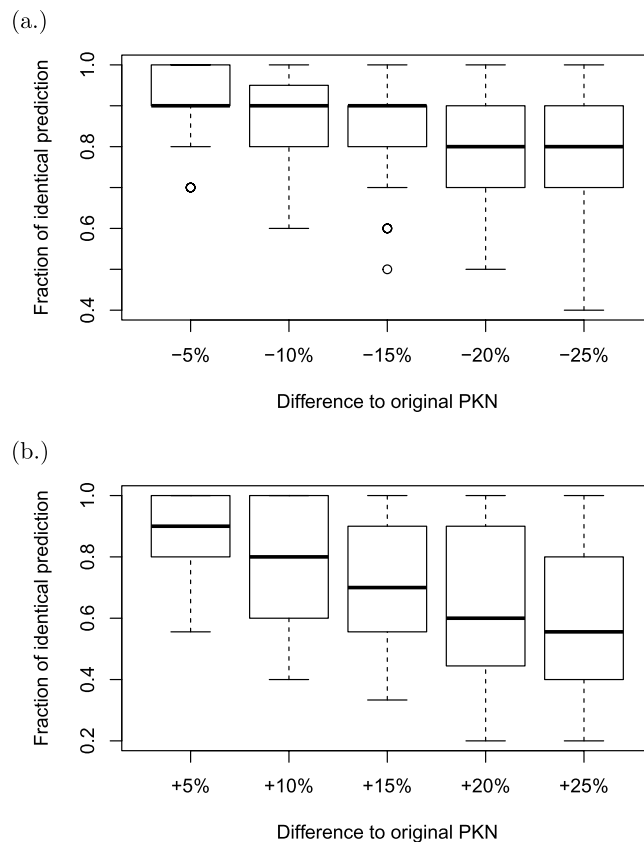 (a.)
Fraction of identical prediction
1.0
0.8
0.6
0.4
−5% −10% −15% −20% −25%
Difference to original PKN
(b.)
Fraction of identical prediction
1.0
0.8
0.6
0.4
0.2
+5% +10% +15% +20% +25%
Difference to original PKN